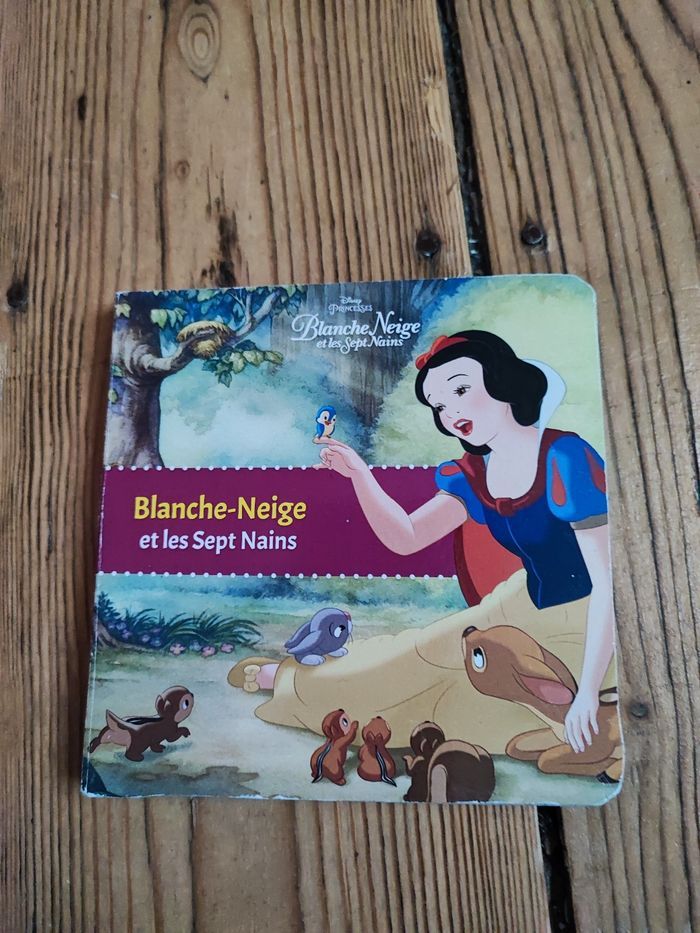 Disney
PRINCESSES
Blanche Neige
et les Sept Nains
Blanche-Neige
et les Sept Nains